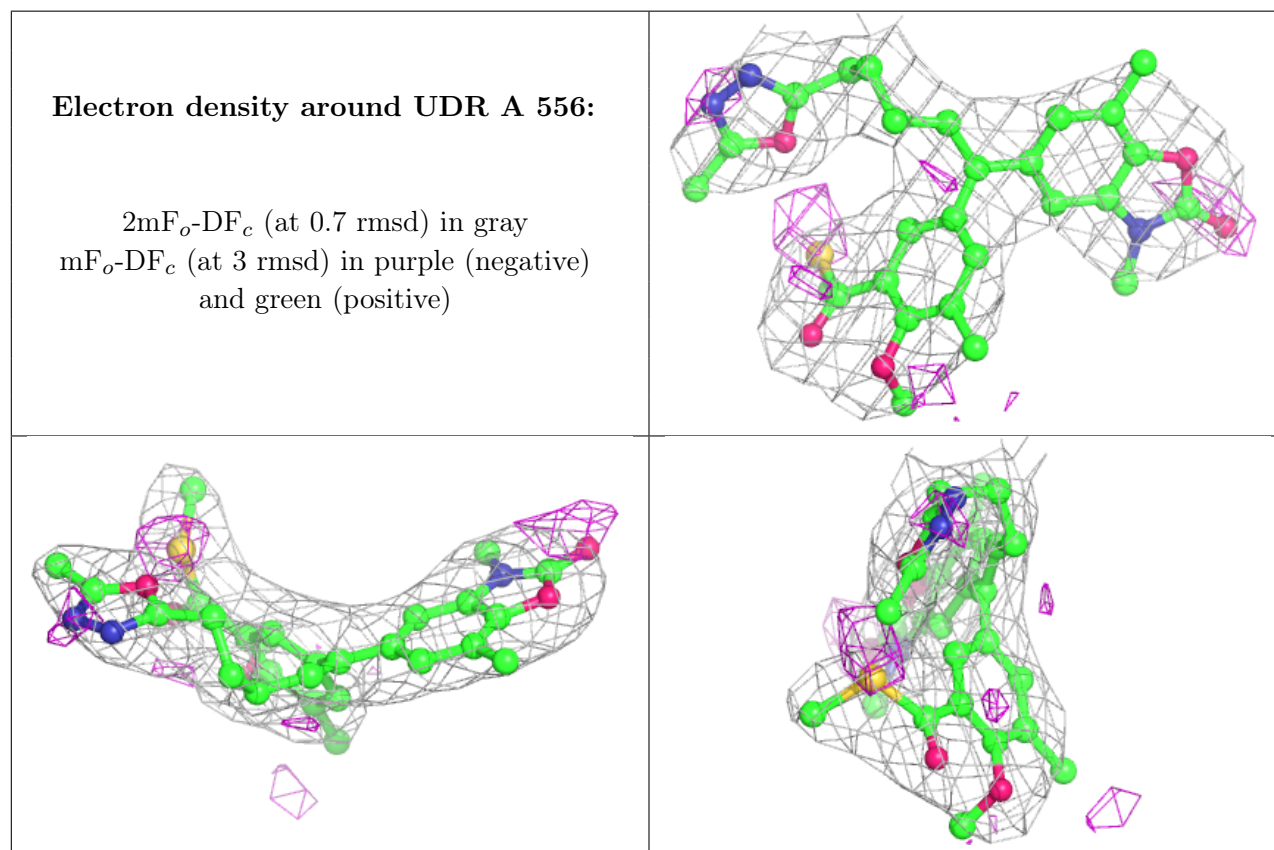 Electron density around UDR A 556:
2mFo-DFc (at 0.7 rmsd) in gray
mFo-DFc (at 3 rmsd) in purple (negative)
and green (positive)